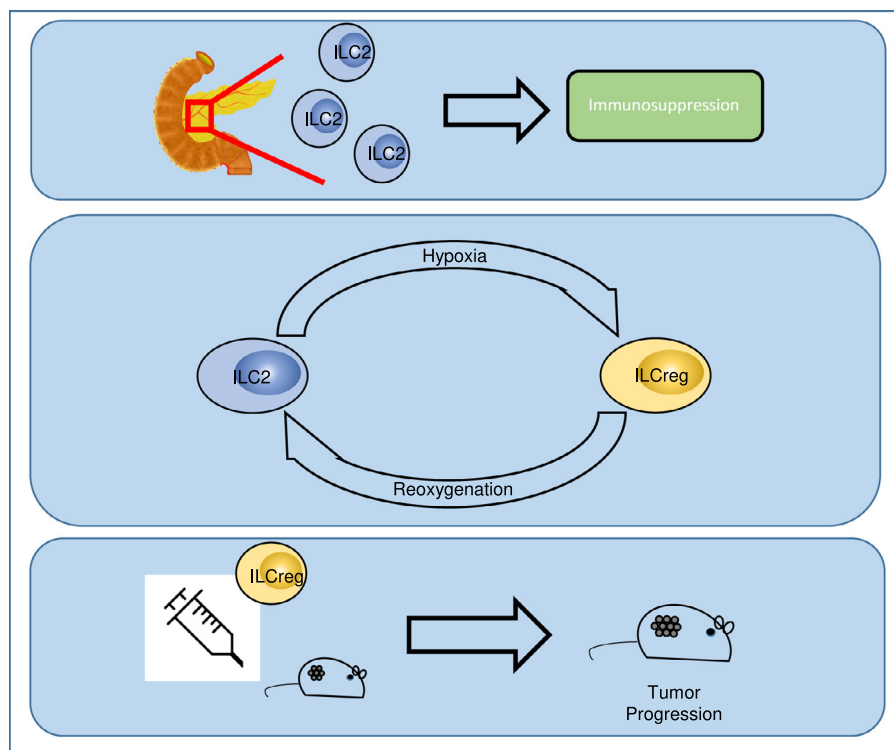 ILC2
ILC2
ILC2
Immunosuppression
Hypoxia
ILC2
ILCreg
Reoxygenation
ILCreg
Tumor
Progression